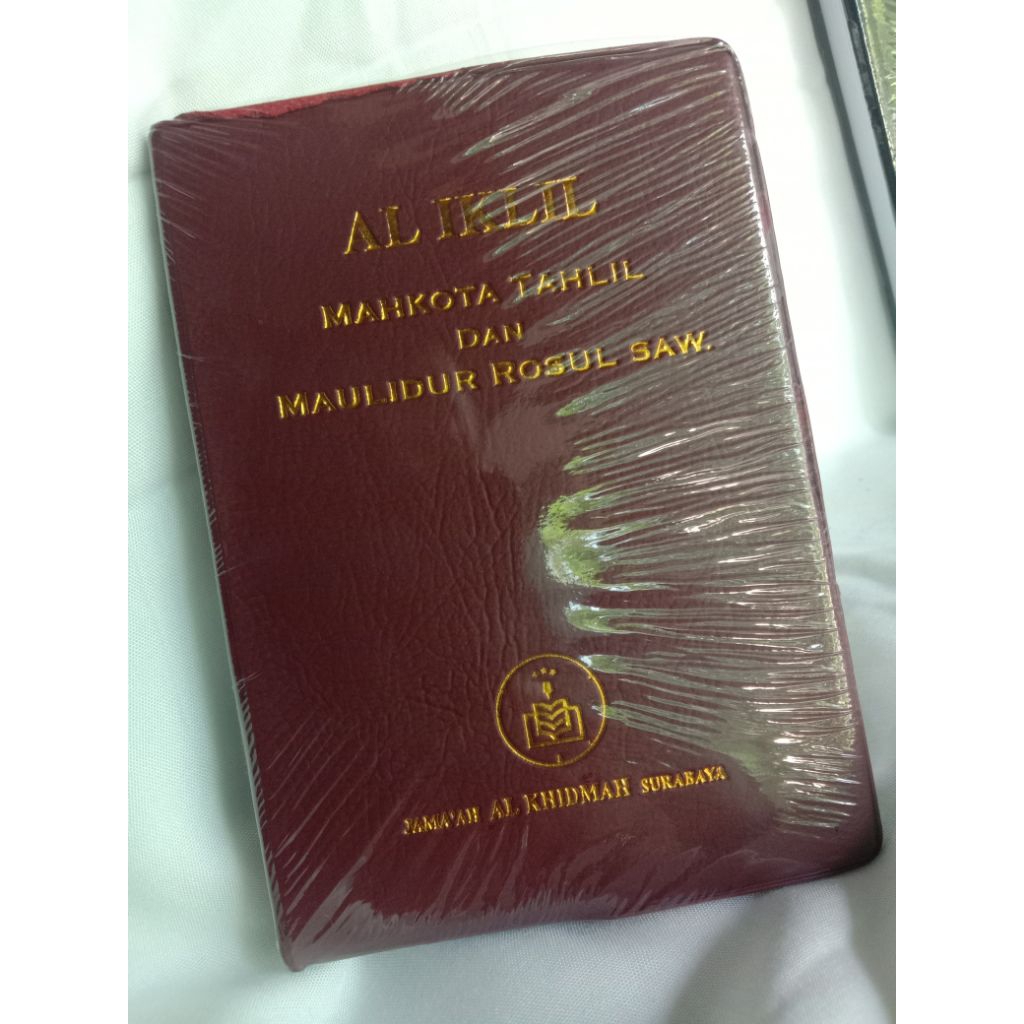 AL IKLIL
MAHKOTA TAHLIL
DAN
MAULIDUR ROSUL SAW.
JAMA'AH AL KHIDMAH SURABAYA